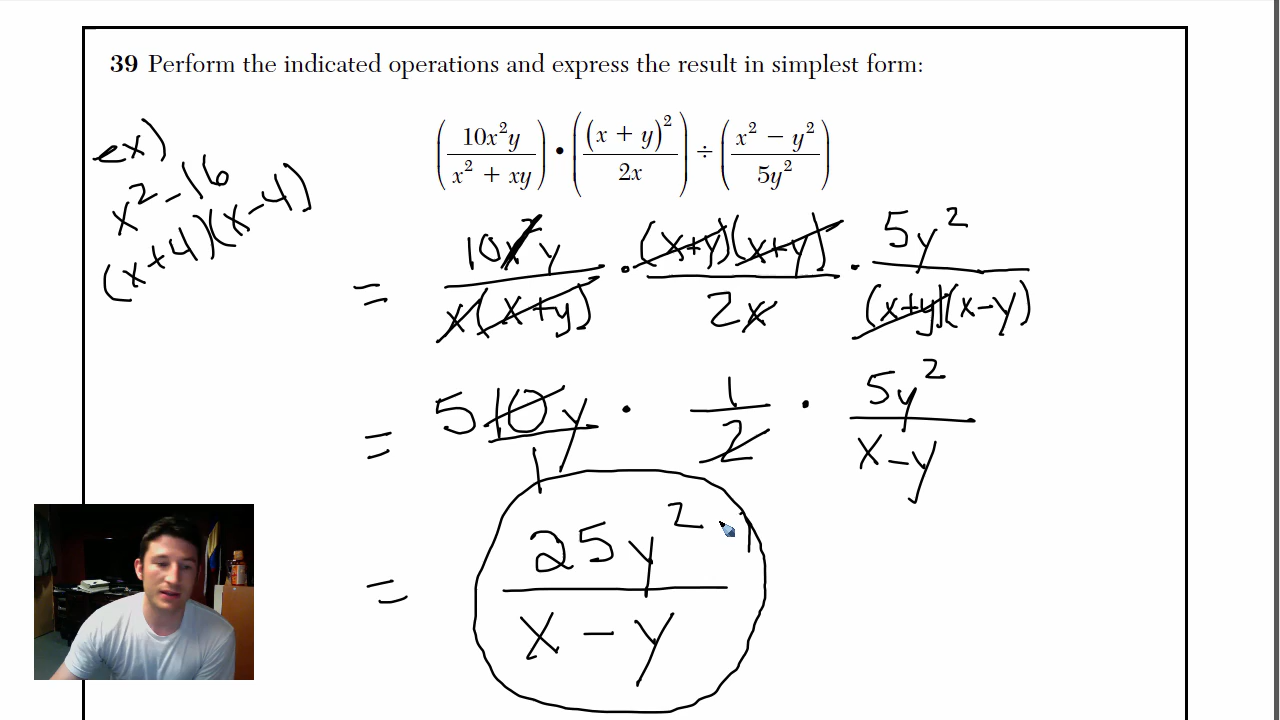 39 Perform the indicated operations and express the result in simplest form:
(10x²y / x² + xy) • ((x + y)² / 2x) ÷ (x² − y² / 5y²)
ex)
x² − 16
(x+4)(x−4)
= 10x²y / x(x+y) · (x+y)(x+y) / 2x · 5y² / (x+y)(x−y)
= 5 10y / 1 · 1 / 2 · 5y² / x−y
= 25y² / x − y